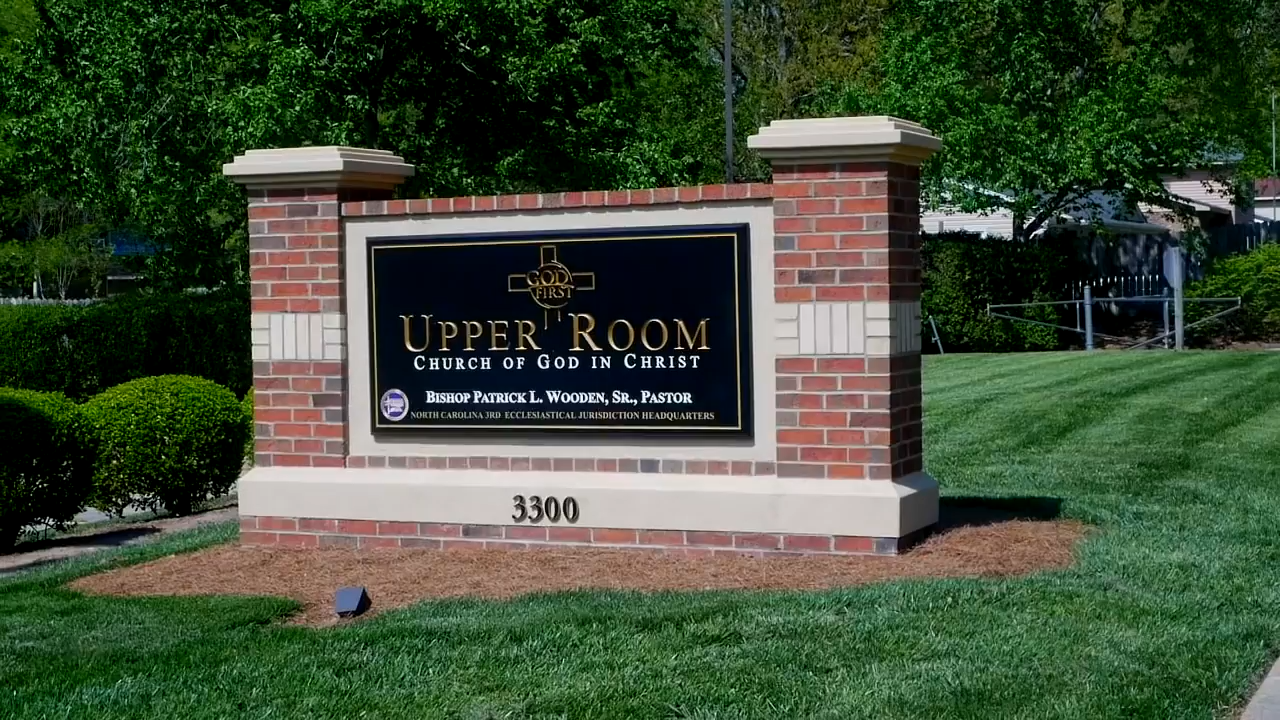 GOD
FIRST
UPPER ROOM
CHURCH OF GOD IN CHRIST
BISHOP PATRICK L. WOODEN, SR., PASTOR
NORTH CAROLINA 3RD ECCLESIASTICAL JURISDICTION HEADQUARTERS
3300